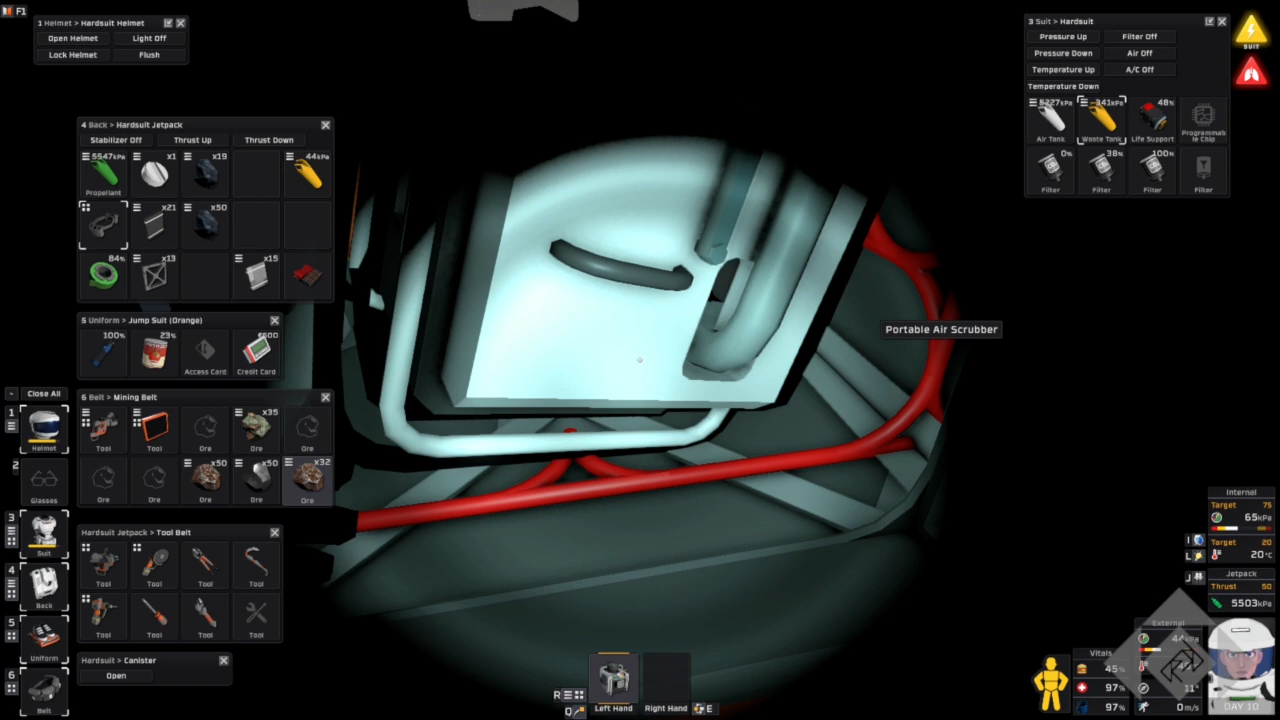 F1
1 Helmet > Hardsuit Helmet
Open Helmet
Light Off
Lock Helmet
Flush
3 Suit > Hardsuit
Pressure Up
Filter Off
Pressure Down
Air Off
Temperature Up
A/C Off
Temperature Down
SUIT
341kPa
48%
Air Tank
Waste Tank
Life Support
Programmable Chip
0%
38%
100%
Filter
Filter
Filter
Filter
4 Back > Hardsuit Jetpack
Stabilizer Off
Thrust Up
Thrust Down
5547kPa
x1
x19
44kPa
Propellant
x21
x50
84%
x13
x15
5 Uniform > Jump Suit (Orange)
100%
23%
€600
Access Card
Credit Card
Portable Air Scrubber
- Close All
6 Belt > Mining Belt
x35
Tool
Tool
Ore
Ore
Ore
x50
x50
x32
Ore
Ore
Ore
Ore
Ore
1
Helmet
2
Glasses
3
Suit
4
Back
5
Uniform
6
Belt
Hardsuit Jetpack > Tool Belt
Tool
Tool
Tool
Tool
Tool
Tool
Tool
Tool
Hardsuit > Canister
Open
R
Q
Left Hand
Right Hand
E
Internal
Target 75
65kPa
Target 20
20°C
I
L
J
Jetpack
Thrust 50
5503kPa
External
Vitals
45%
97%
97%
11°
0m/s
DAY 10